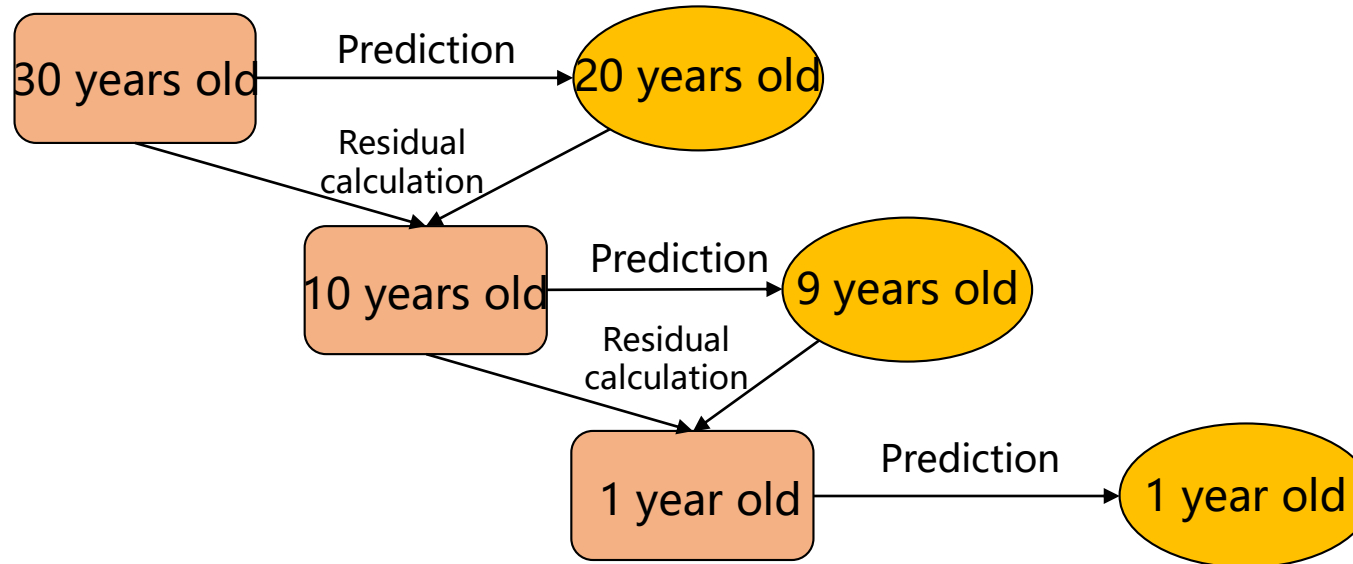 Prediction
30 years old
20 years old
Residual
calculation
Prediction
10 years old
9 years old
Residual
calculation
Prediction
1 year old
1 year old